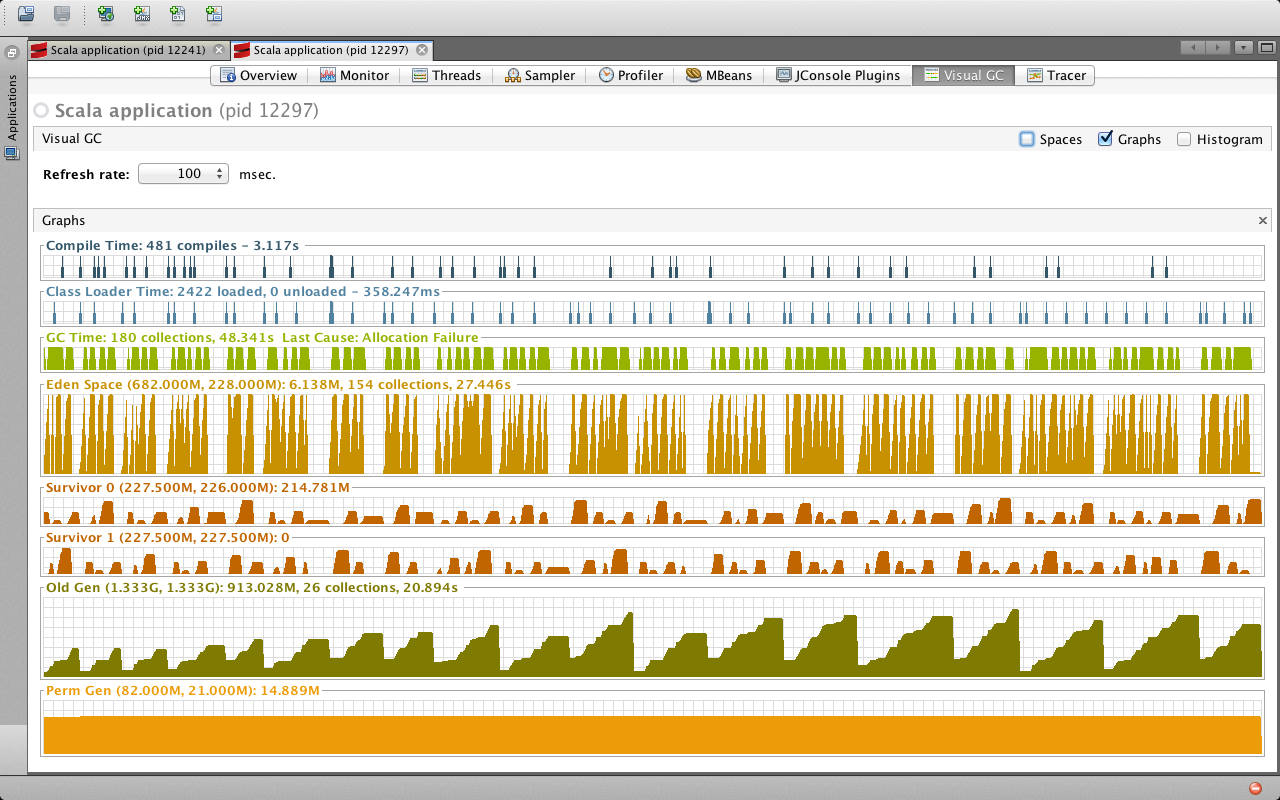 Scala application (pid 12241)
Scala application (pid 12297)
Applications
Overview
Monitor
Threads
Sampler
Profiler
MBeans
JConsole Plugins
Visual GC
Tracer
Scala application (pid 12297)
Visual GC
Spaces
Graphs
Histogram
Refresh rate: 100 msec.
Graphs
Compile Time: 481 compiles - 3.117s
Class Loader Time: 2422 loaded, 0 unloaded - 358.247ms
GC Time: 180 collections, 48.341s Last Cause: Allocation Failure
Eden Space (682.000M, 228.000M): 6.138M, 154 collections, 27.446s
Survivor 0 (227.500M, 226.000M): 214.781M
Survivor 1 (227.500M, 227.500M): 0
Old Gen (1.333G, 1.333G): 913.028M, 26 collections, 20.894s
Perm Gen (82.000M, 21.000M): 14.889M